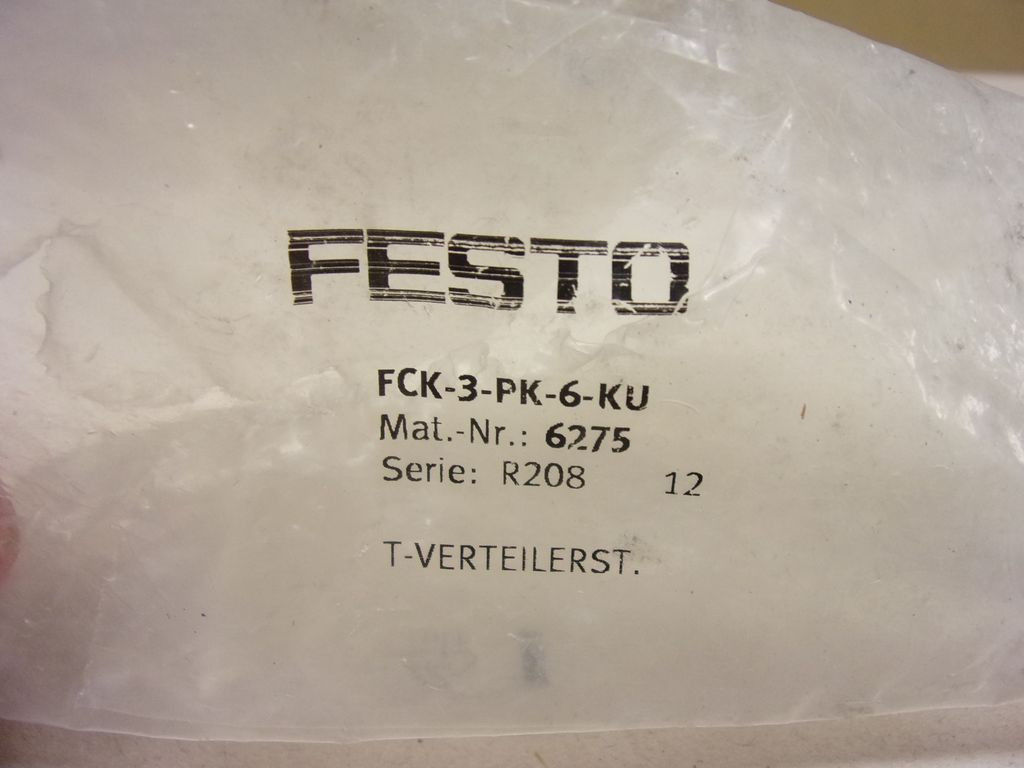 FESTO
FCK-3-PK-6-KU
Mat.-Nr.: 6275
Serie: R208 12
T-VERTEILERST.